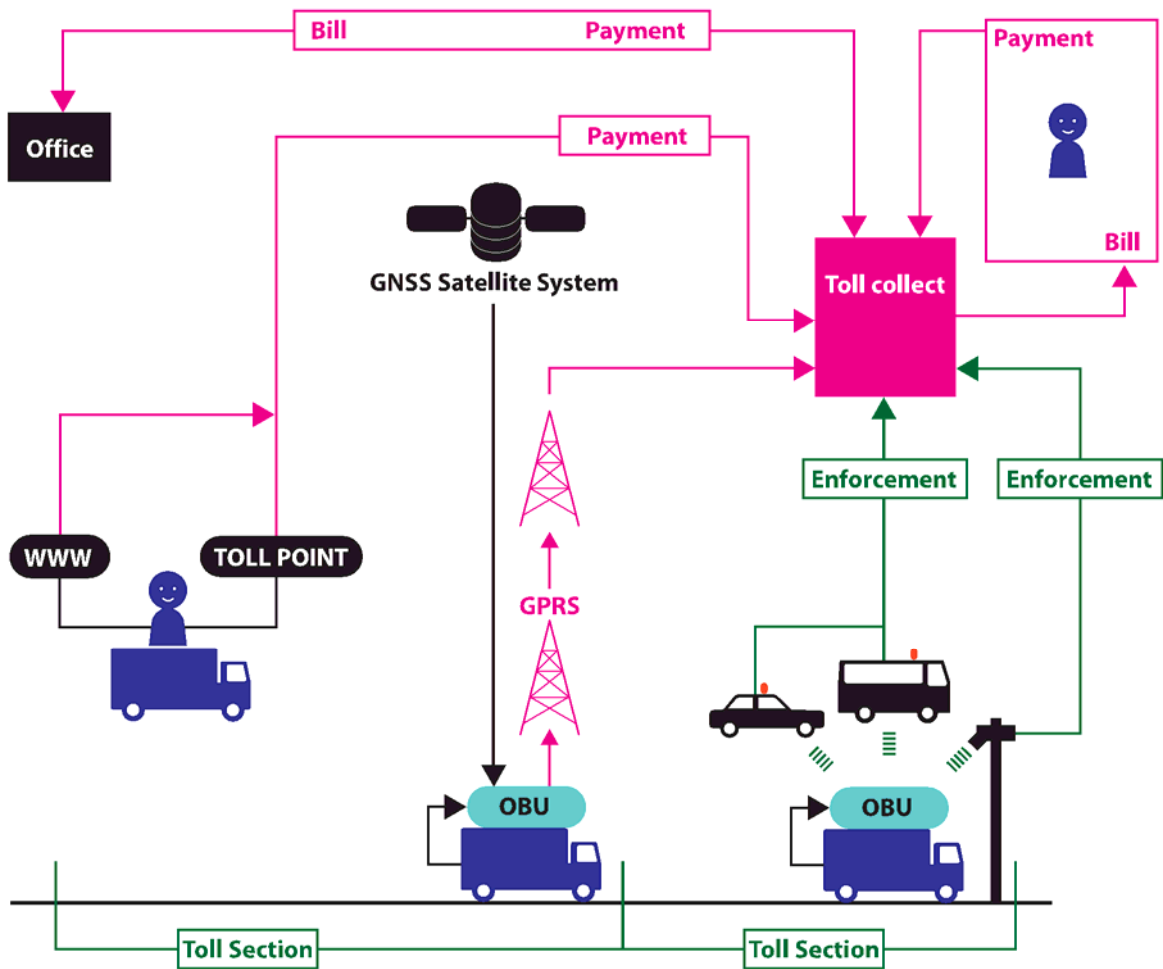 Bill Payment
Payment
Office
Payment
GNSS Satellite System
Toll collect
Bill
Enforcement
Enforcement
WWW
TOLL POINT
GPRS
OBU
OBU
Toll Section
Toll Section